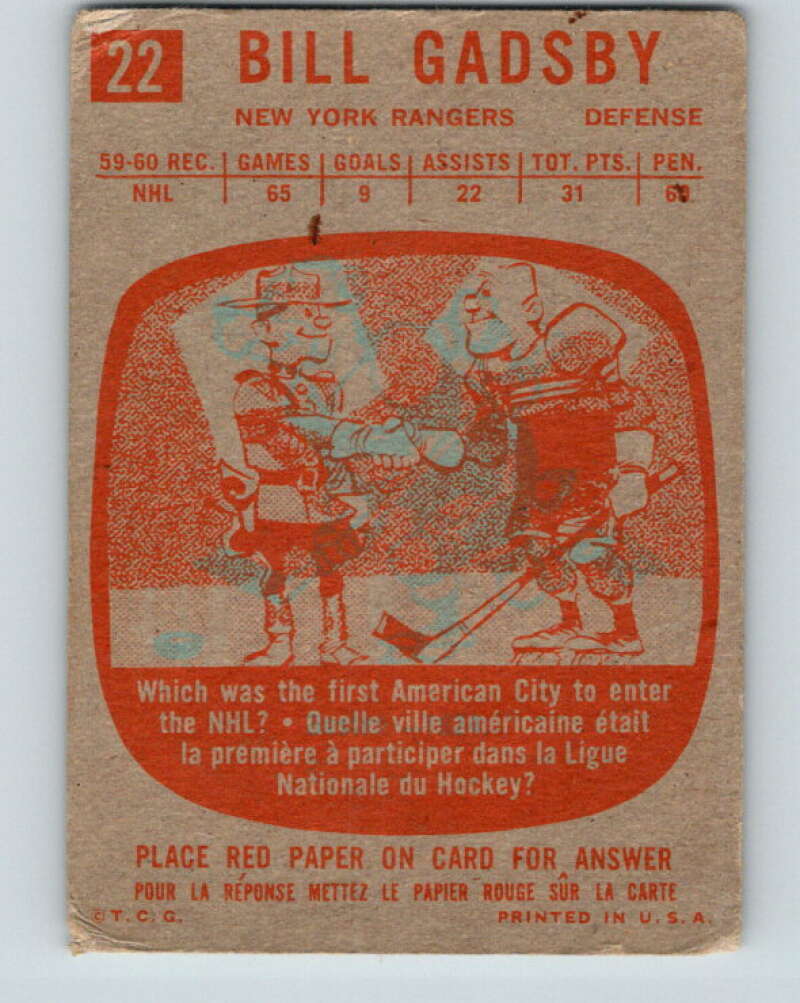 22
BILL GADSBY
NEW YORK RANGERS DEFENSE
59-60 REC. GAMES GOALS ASSISTS TOT. PTS. PEN.
NHL 65 9 22 31
Which was the first American City to enter
the NHL? • Quelle ville américaine était
la première à participer dans la Ligue
Nationale du Hockey?
PLACE RED PAPER ON CARD FOR ANSWER
POUR LA RÉPONSE METTEZ LE PAPIER ROUGE SÛR LA CARTE
© T. C. G. PRINTED IN U. S. A.